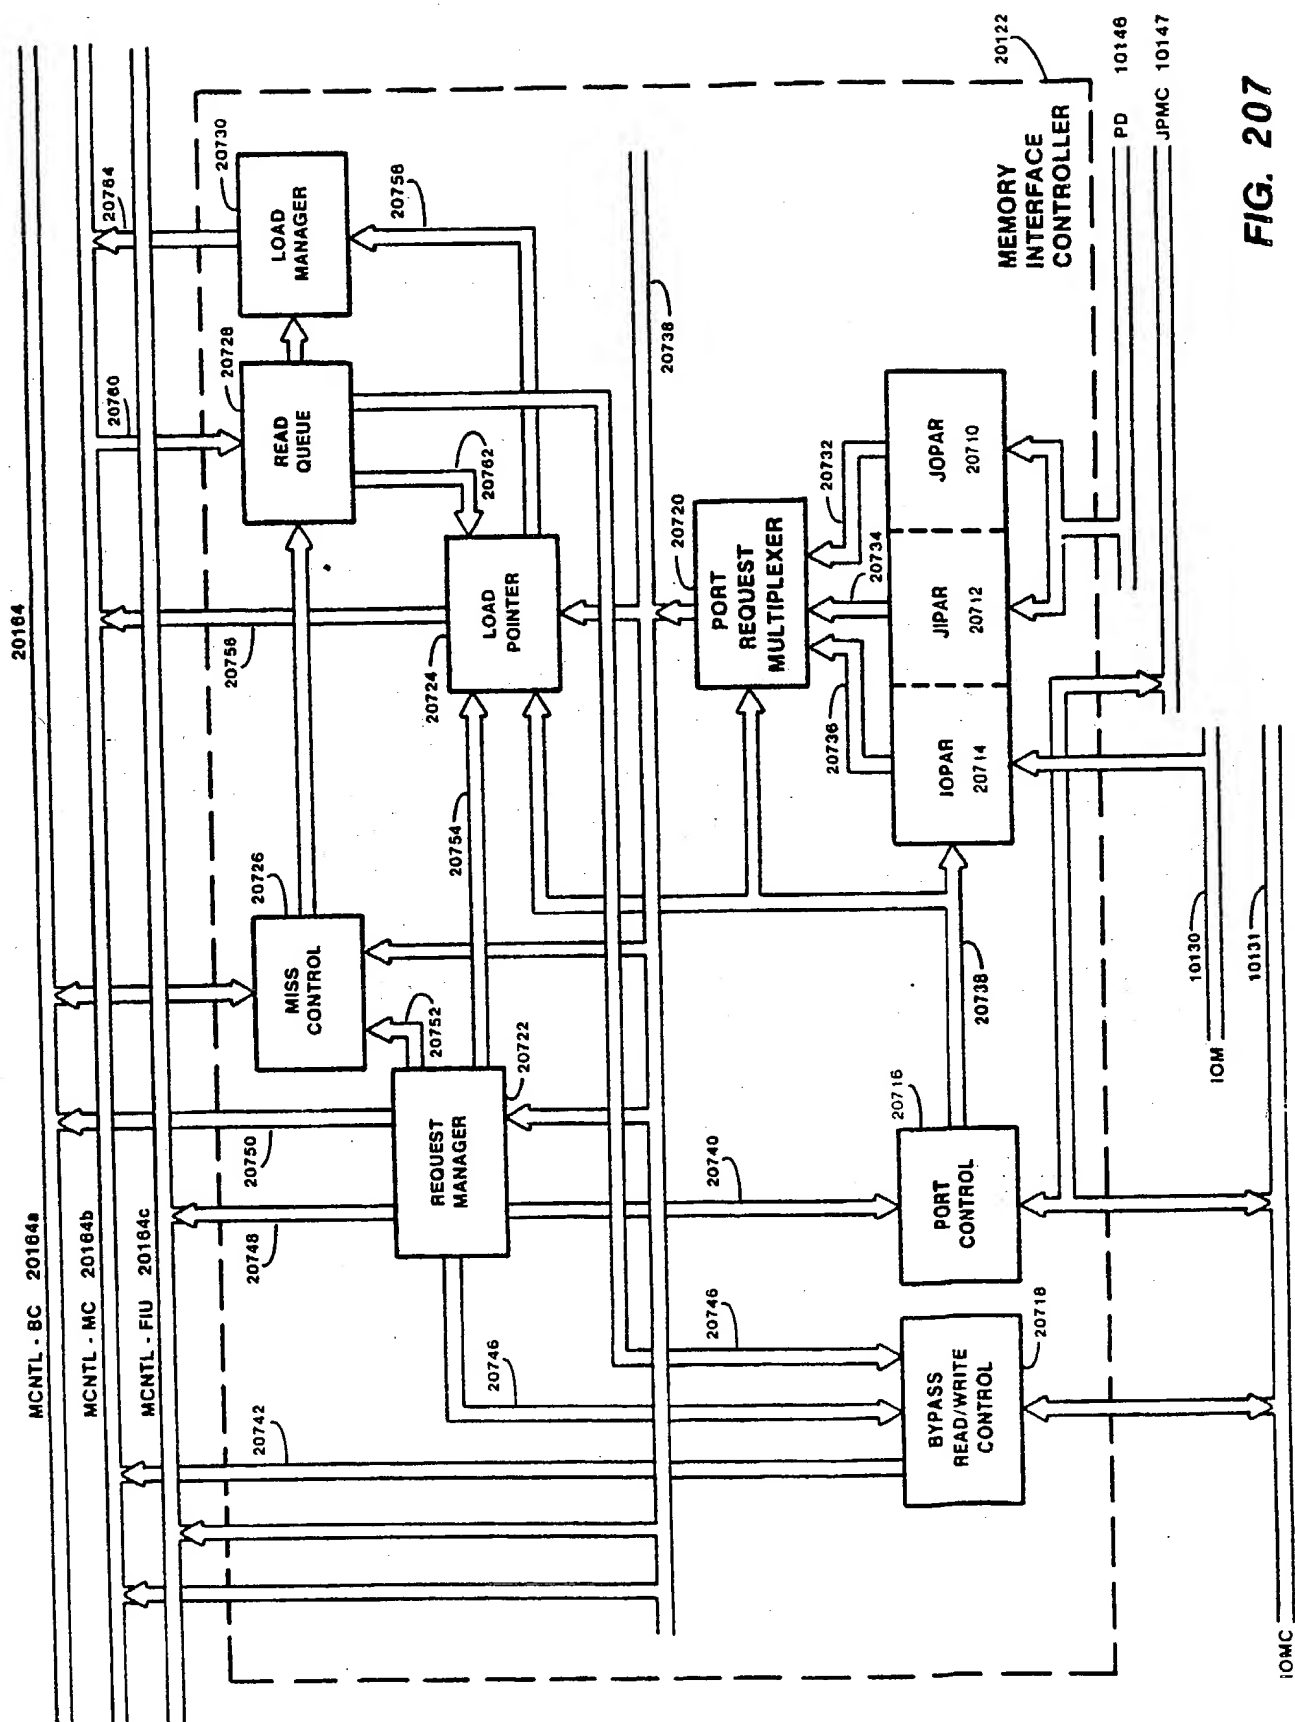 20164
MCNTL - BC 20164a
MCNTL - MC 20164b
MCNTL - FIU 20164c
20742
20748
20750
20756
20760
20764
MISS
CONTROL
20726
READ
QUEUE
20728
LOAD
MANAGER
20730
20752
REQUEST
MANAGER
20722
20754
LOAD
POINTER
20724
20762
20758
20746
20746
20740
20738
PORT
REQUEST
MULTIPLEXER
20720
20732
20734
20736
BYPASS
READ/WRITE
CONTROL
20718
PORT
CONTROL
20716
20738
IOPAR
20714
JIPAR
20712
JOPAR
20710
MEMORY
INTERFACE
CONTROLLER
20122
PD 10146
JPMC 10147
IOM
10130
IOMC
10131
FIG. 207